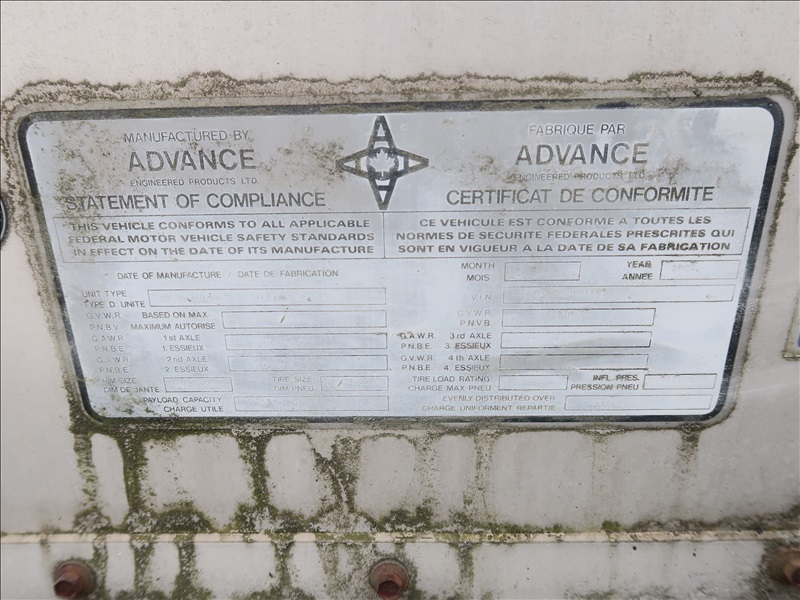 MANUFACTURED BY
ADVANCE
ENGINEERED PRODUCTS LTD.
STATEMENT OF COMPLIANCE
THIS VEHICLE CONFORMS TO ALL APPLICABLE
FEDERAL MOTOR VEHICLE SAFETY STANDARDS
IN EFFECT ON THE DATE OF ITS MANUFACTURE
FABRIQUE PAR
ADVANCE
ENGINEERED PRODUCTS LTD.
CERTIFICAT DE CONFORMITE
CE VEHICULE EST CONFORME A TOUTES LES
NORMES DE SECURITE FEDERALES PRESCRITES QUI
SONT EN VIGUEUR A LA DATE DE SA FABRICATION
DATE OF MANUFACTURE / DATE DE FABRICATION
MONTH
MOIS
YEAR
ANNEE
UNIT TYPE
TYPE D'UNITE
V.I.N.
G.V.W.R. BASED ON MAX
P.N.B.V. MAXIMUM AUTORISE
G.V.W.R.
P.N.V.B.
G.A.W.R. 1st AXLE
P.N.B.E. 1. ESSIEUX
G.A.W.R. 3rd AXLE
P.N.B.E. 3. ESSIEUX
G.A.W.R. 2nd AXLE
P.N.B.E. 2. ESSIEUX
G.V.W.R. 4th AXLE
P.N.B.E. 4. ESSIEUX
RIM SIZE
DIM DE JANTE
TIRE SIZE
DIM PNEU
TIRE LOAD RATING
CHARGE MAX PNEU
INFL. PRES.
PRESSION PNEU
PAYLOAD CAPACITY
CHARGE UTILE
EVENLY DISTRIBUTED OVER
CHARGE UNIFORMENT REPARTIE